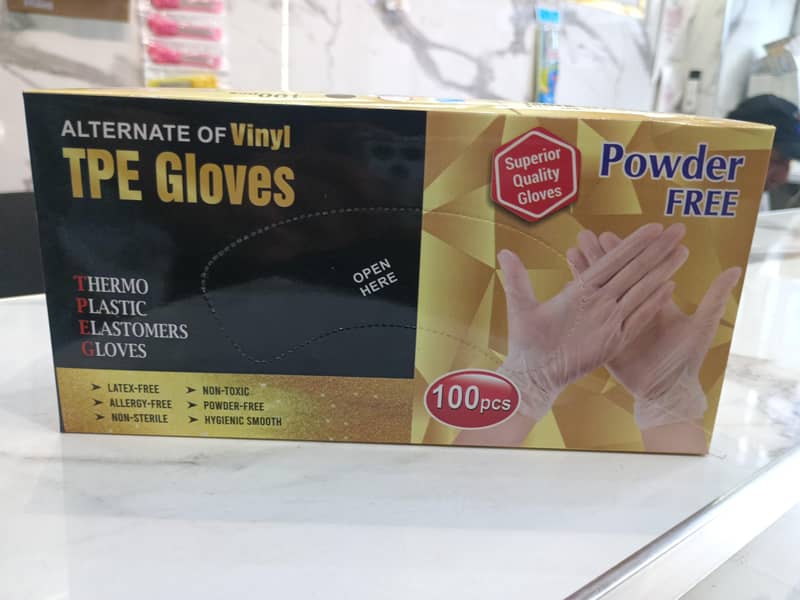 ALTERNATE OF Vinyl
TPE Gloves
THERMO
PLASTIC
ELASTOMERS
GLOVES
OPEN
HERE
➤ LATEX-FREE
➤ ALLERGY-FREE
➤ NON-STERILE
➤ NON-TOXIC
➤ POWDER-FREE
➤ HYGIENIC SMOOTH
Superior
Quality
Gloves
Powder
FREE
100pcs